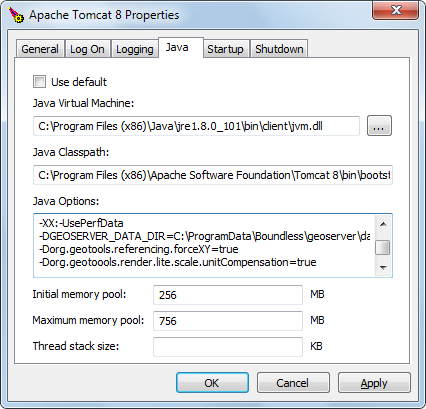 Apache Tomcat 8 Properties
General Log On Logging Java Startup Shutdown
Use default
Java Virtual Machine:
C:\Program Files (x86)\Java\jre1.8.0_101\bin\client\jvm.dll
...
Java Classpath:
C:\Program Files (x86)\Apache Software Foundation\Tomcat 8\bin\bootst
Java Options:
-XX:-UsePerfData
-DGEOSERVER_DATA_DIR=C:\ProgramData\Boundless\geoserver\da
-Dorg.geotools.referencing.forceXY=true
-Dorg.geotoools.render.lite.scale.unitCompensation=true
Initial memory pool: 256 MB
Maximum memory pool: 756 MB
Thread stack size: KB
OK Cancel Apply